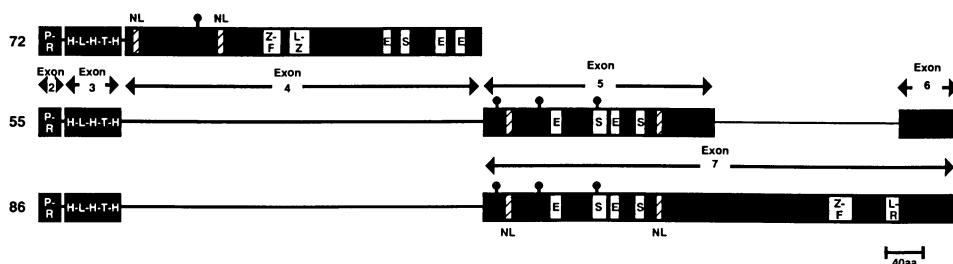 NL NL
72 P-R H-L-H-T-H Z-F L-Z E S E E
Exon 2 Exon 3 Exon 4 Exon 5 Exon 6
55 P-R H-L-H-T-H E S E S
Exon 7
86 P-R H-L-H-T-H E S E S Z-F L-R
NL NL
40aa